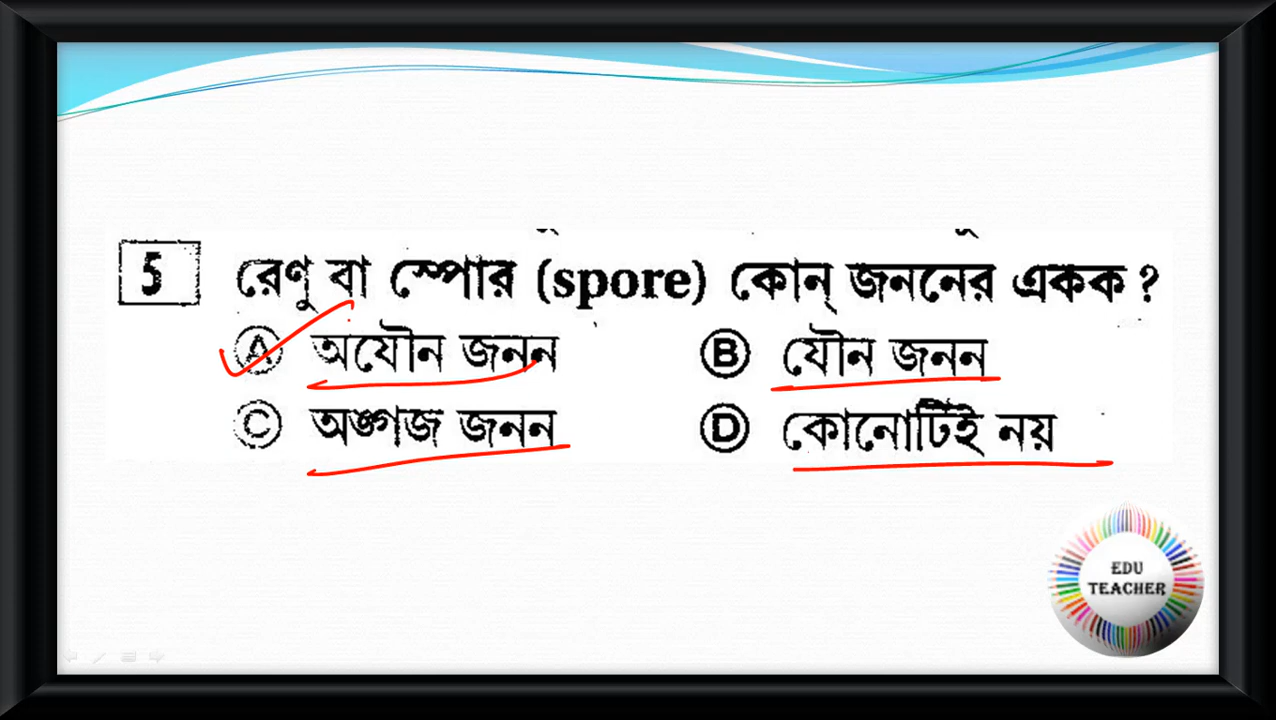 5 রেণু বা স্পোর (spore) কোন্ জননের একক ?
A অযৌন জনন B যৌন জনন
C অঙ্গজ জনন D কোনোটিই নয়
EDU
TEACHER